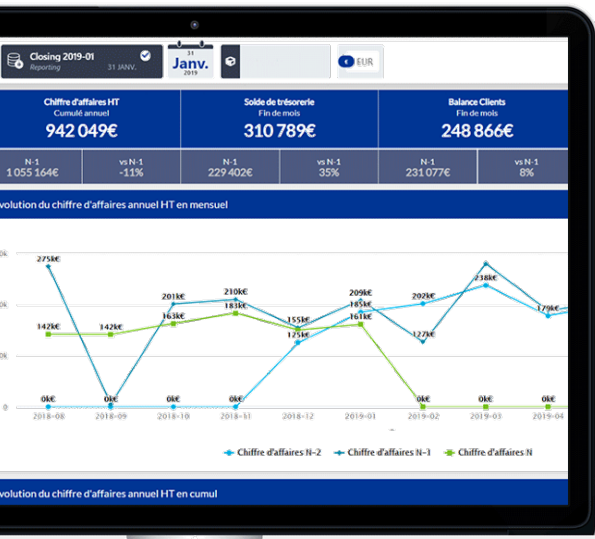 Closing 2019-01
Reporting 31 JANV.
31
Janv.
2019
€ EUR
Chiffre d'affaires HT
Cumulé annuel
942 049€
Solde de trésorerie
Fin de mois
310 789€
Balance Clients
Fin de mois
248 866€
N-1
1 055 164€
vs N-1
-11%
N-1
229 402€
vs N-1
35%
N-1
231 077€
vs N-1
8%
volution du chiffre d'affaires annuel HT en mensuel
0k
275k€
142k€
0k€
142k€
0k€
201k€
163k€
0k€
210k€
183k€
0k€
155k€
125k€
209k€
185k€
161k€
202k€
127k€
0k€
238k€
0k€
179k€
0k€
0k
0k
0
2018-08 2018-09 2018-10 2018-11 2018-12 2019-01 2019-02 2019-03 2019-04
Chiffre d'affaires N-2 Chiffre d'affaires N-1 Chiffre d'affaires N
volution du chiffre d'affaires annuel HT en cumul